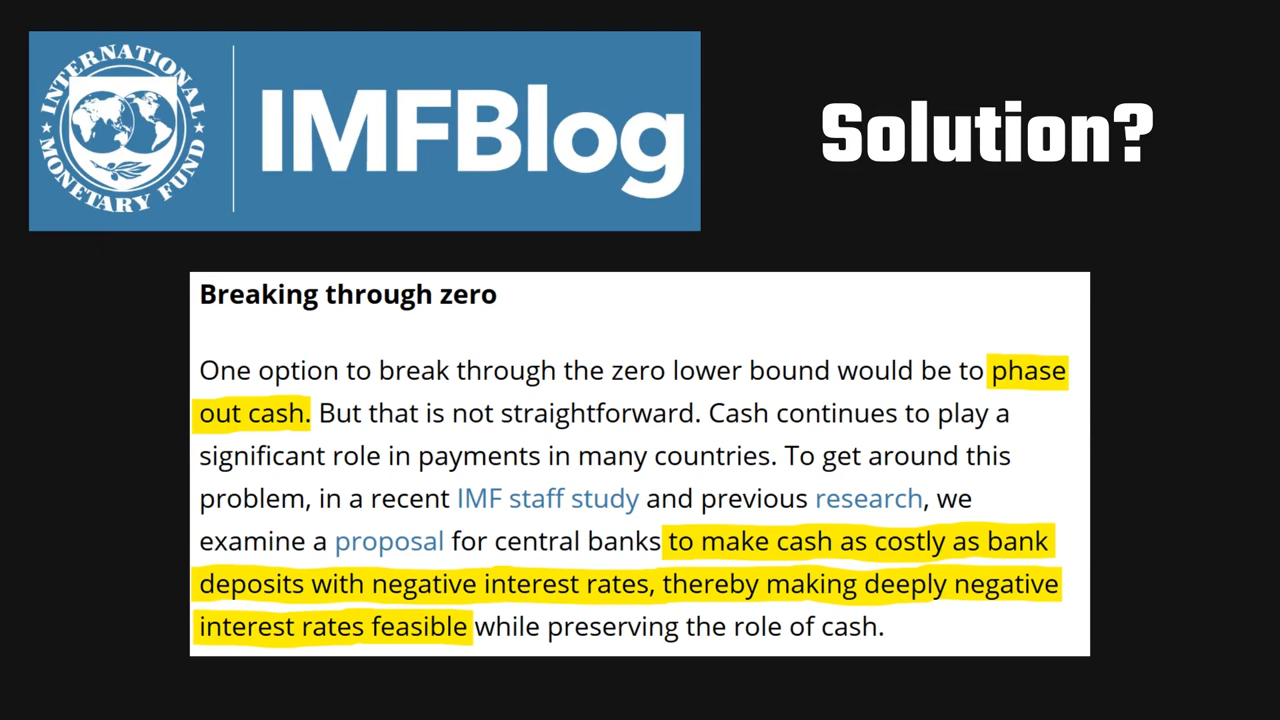 INTERNATIONAL MONETARY FUND
IMFBlog
Solution?
Breaking through zero
One option to break through the zero lower bound would be to phase
out cash. But that is not straightforward. Cash continues to play a
significant role in payments in many countries. To get around this
problem, in a recent IMF staff study and previous research, we
examine a proposal for central banks to make cash as costly as bank
deposits with negative interest rates, thereby making deeply negative
interest rates feasible while preserving the role of cash.